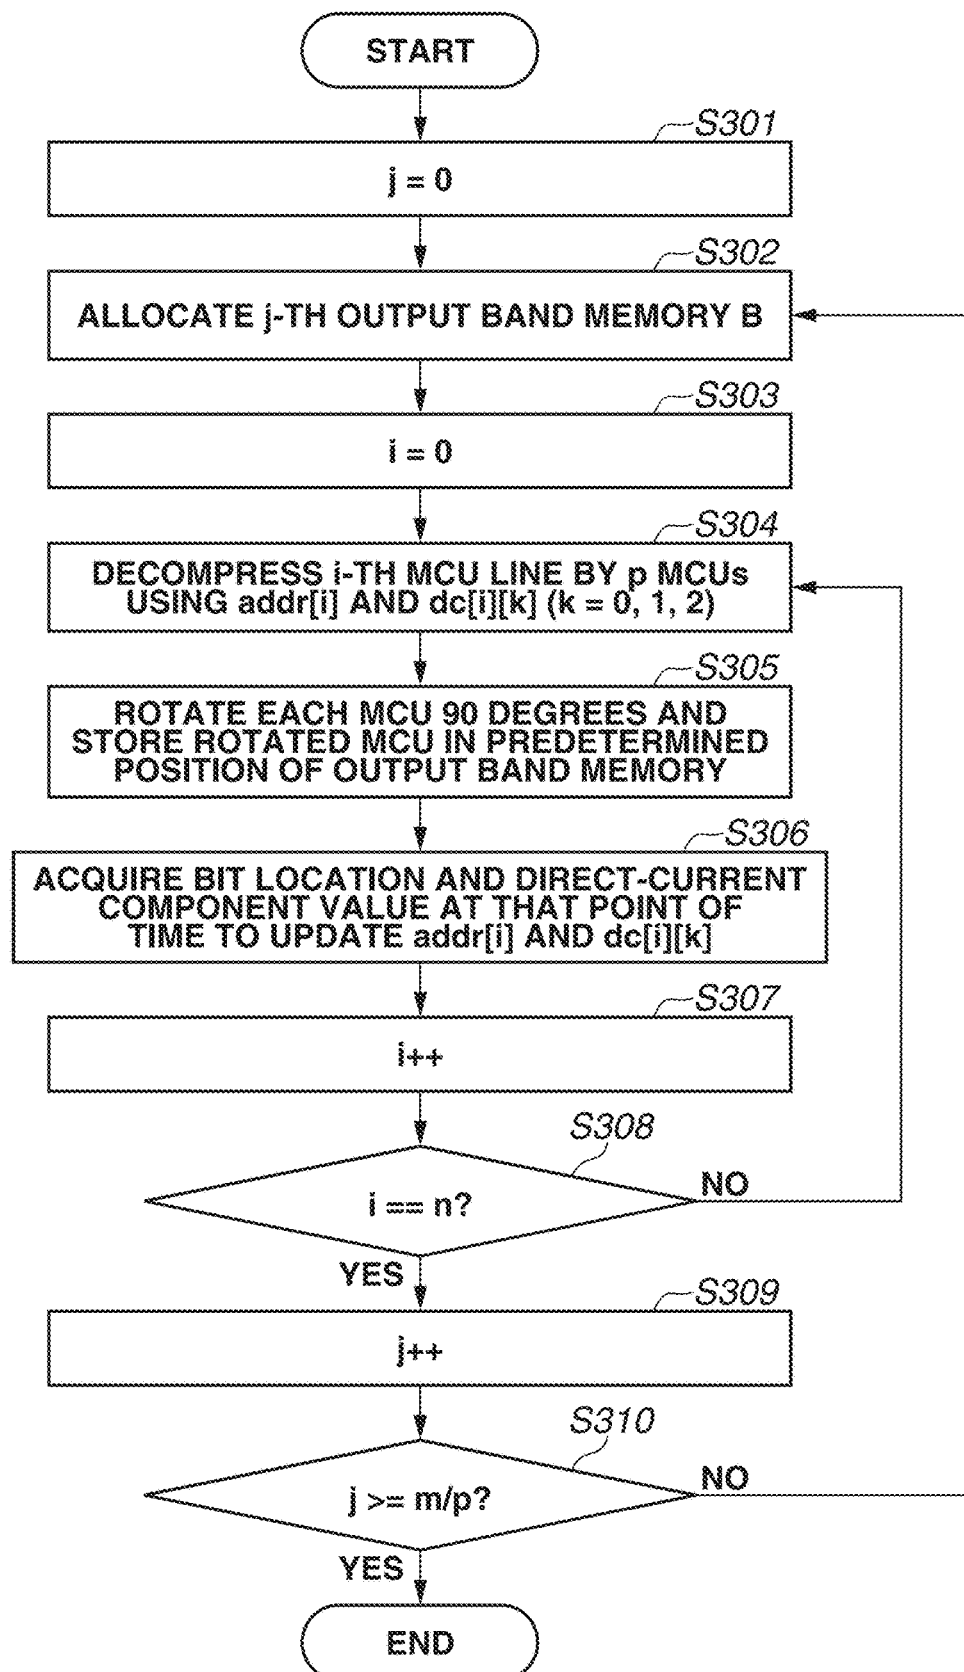 START
S301
j = 0
S302
ALLOCATE j-TH OUTPUT BAND MEMORY B
S303
i = 0
S304
DECOMPRESS i-TH MCU LINE BY p MCUs
USING addr[i] AND dc[i][k] (k = 0, 1, 2)
S305
ROTATE EACH MCU 90 DEGREES AND
STORE ROTATED MCU IN PREDETERMINED
POSITION OF OUTPUT BAND MEMORY
S306
ACQUIRE BIT LOCATION AND DIRECT-CURRENT
COMPONENT VALUE AT THAT POINT OF
TIME TO UPDATE addr[i] AND dc[i][k]
S307
i++
S308
i == n?
NO
YES
S309
j++
S310
j >= m/p?
NO
YES
END